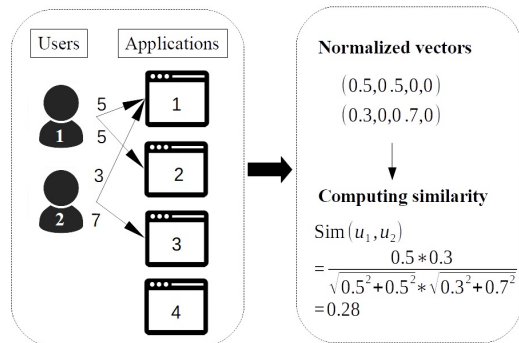 Users
Applications
5
1
1
5
2
3
2
7
3
4
Normalized vectors
(0.5,0.5,0,0)
(0.3,0,0.7,0)
Computing similarity
Sim(u₁,u₂)
= 0.5∗0.3 / √0.5²+0.5² ∗ √0.3²+0.7²
=0.28